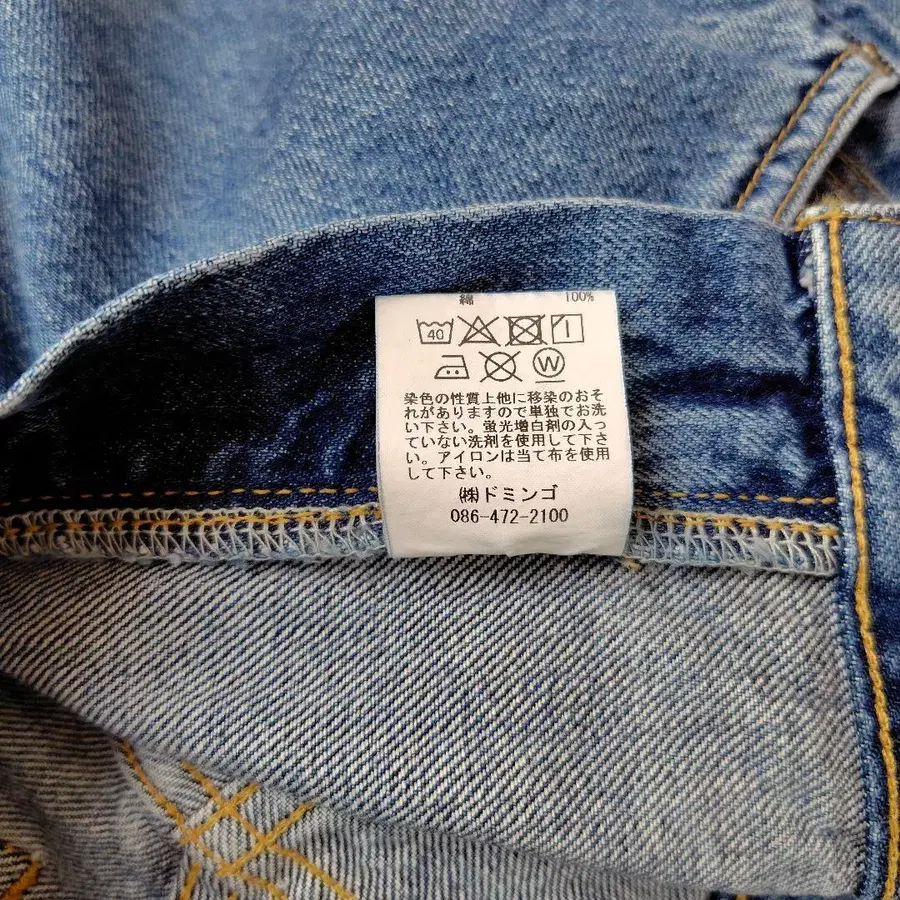 綿 100%
40 W
染色の性質上他に移染のおそ
れがありますので単独でお洗
い下さい。蛍光増白剤の入っ
ていない洗剤を使用して下さ
い。アイロンは当て布を使用
して下さい。
㈱ドミンゴ
086-472-2100